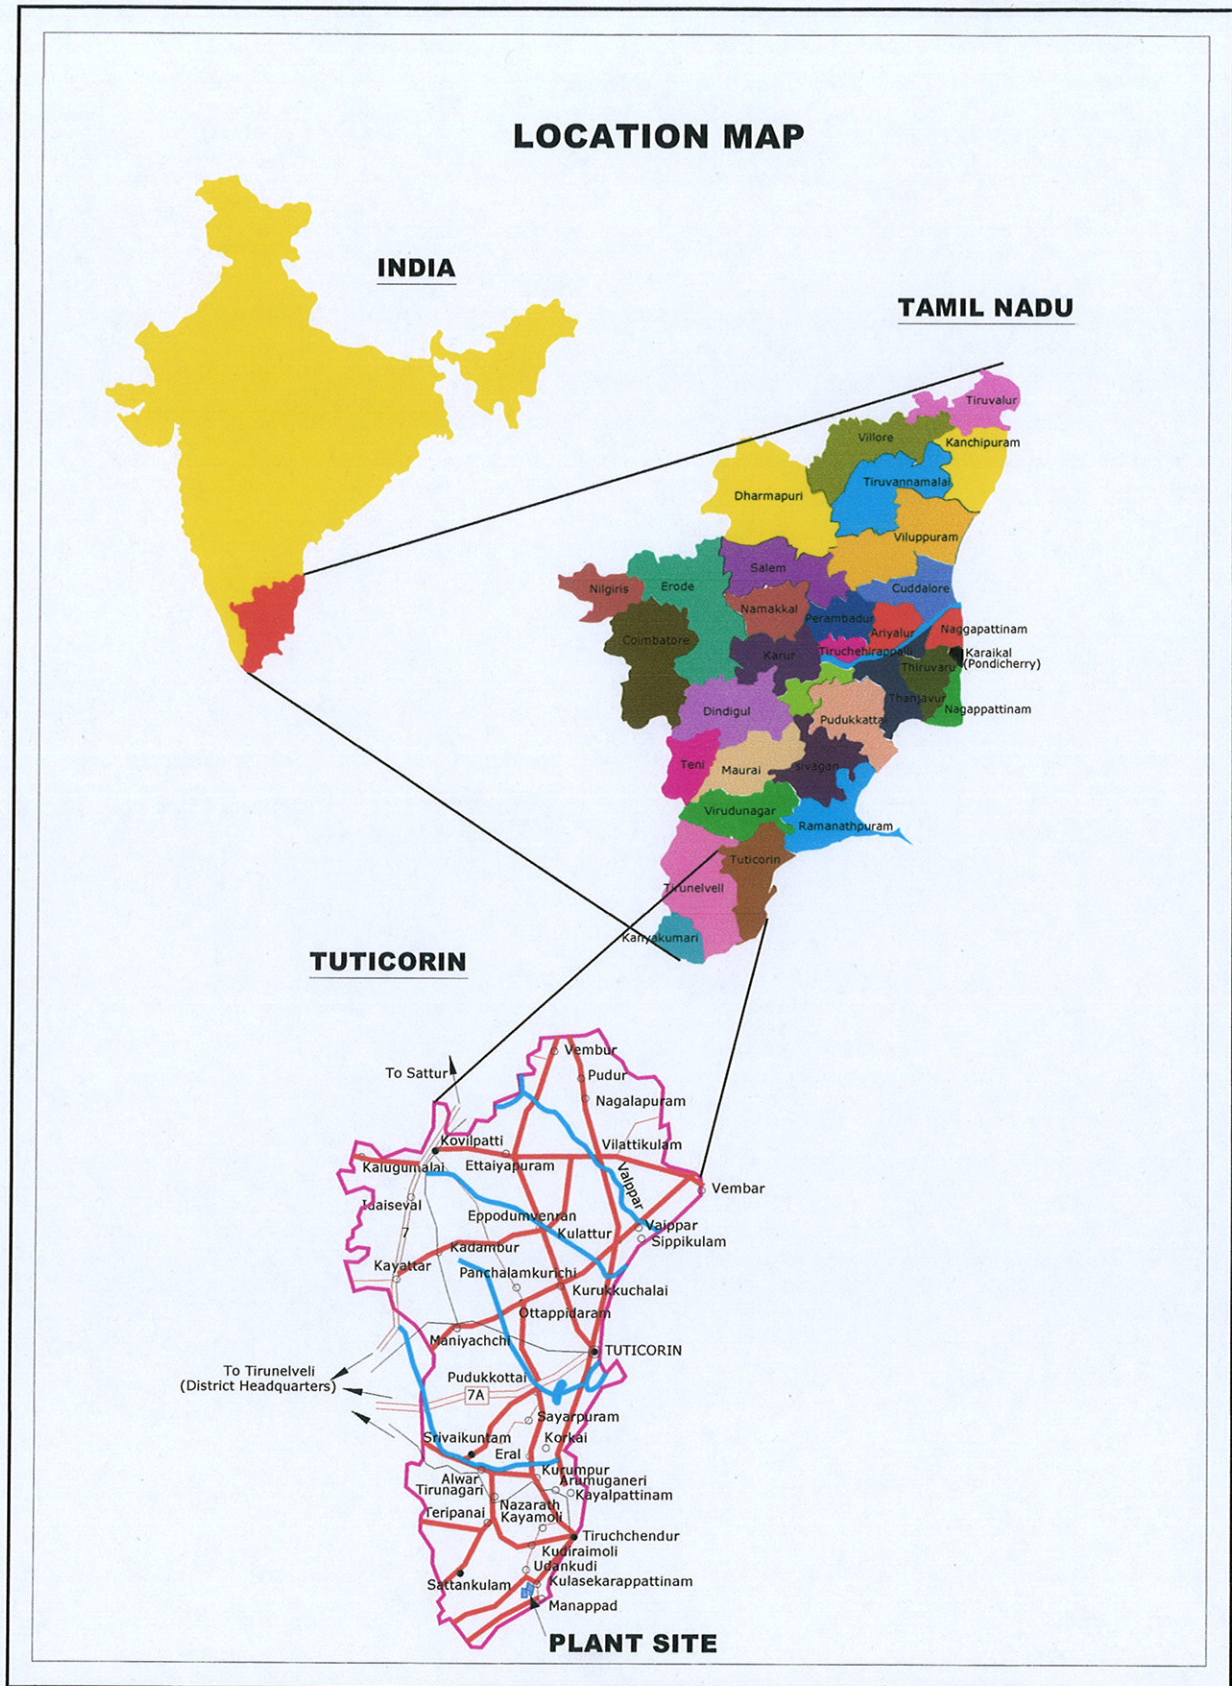 LOCATION MAP
INDIA
TAMIL NADU
Tiruvalur
Villore
Kanchipuram
Tiruvannamalai
Dharmapuri
Viluppuram
Salem
Nilgiris
Erode
Cuddalore
Namakkal
Perambadur
Ariyalur
Naggapattinam
Coimbatore
Karur
Tiruchehirappalli
Karaikal
(Pondicherry)
Thiruvaru
Thanjavur
Nagappattinam
Dindigul
Pudukkattai
Teni
Maurai
sivagan
Virudunagar
Ramanathpuram
Tuticorin
Tirunelvell
Kanyakumari
TUTICORIN
Vembur
To Sattur
Pudur
Nagalapuram
Kovilpatti
Vilattikulam
Kalugumalai
Ettaiyapuram
Valppar
Vembar
Idaiseval
Eppodumvenran
7
Kulattur
Vaippar
Sippikulam
Kadambur
Kayattar
Panchalamkurichi
Kurukkuchalai
Ottappidaram
Maniyachchi
TUTICORIN
To Tirunelveli
(District Headquarters)
Pudukkottai
7A
Sayarpuram
Srivaikuntam
Korkai
Eral
Kurumpur
Alwar
Tirunagari
Arumuganeri
Kayalpattinam
Nazarath
Teripanai
Kayamoli
Tiruchchendur
Kudiraimoli
Udankudi
Sattankulam
Kulasekarappattinam
Manappad
PLANT SITE